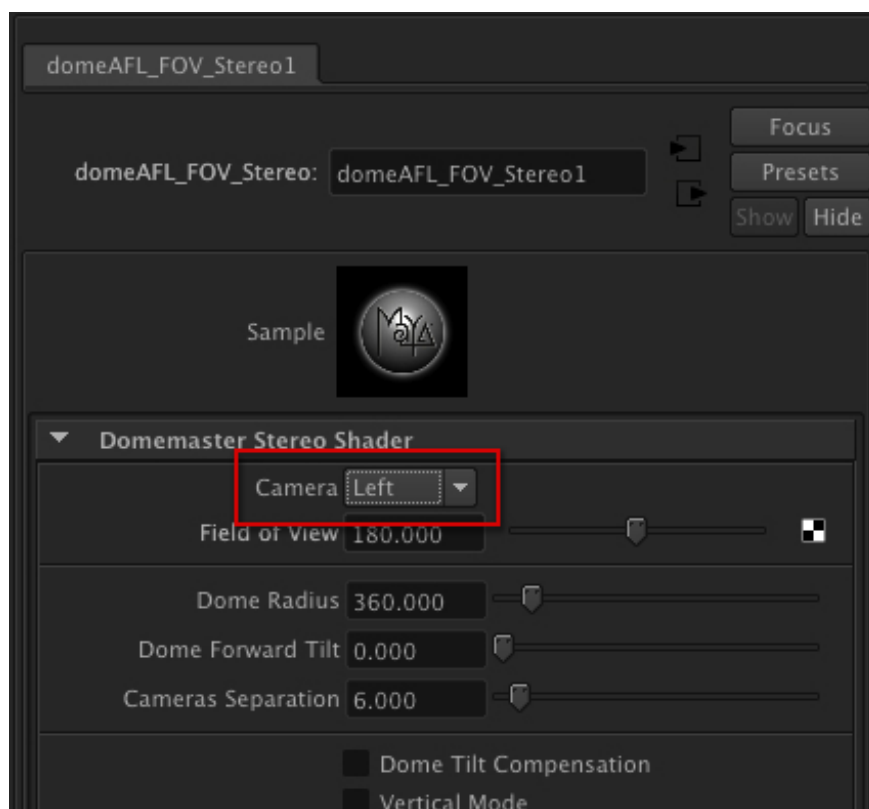 domeAFL_FOV_Stereo1
Focus
domeAFL_FOV_Stereo: domeAFL_FOV_Stereo1
Presets
Show Hide
Sample
MAYA
Domemaster Stereo Shader
Camera Left
Field of View 180.000
Dome Radius 360.000
Dome Forward Tilt 0.000
Cameras Separation 6.000
Dome Tilt Compensation
Vertical Mode